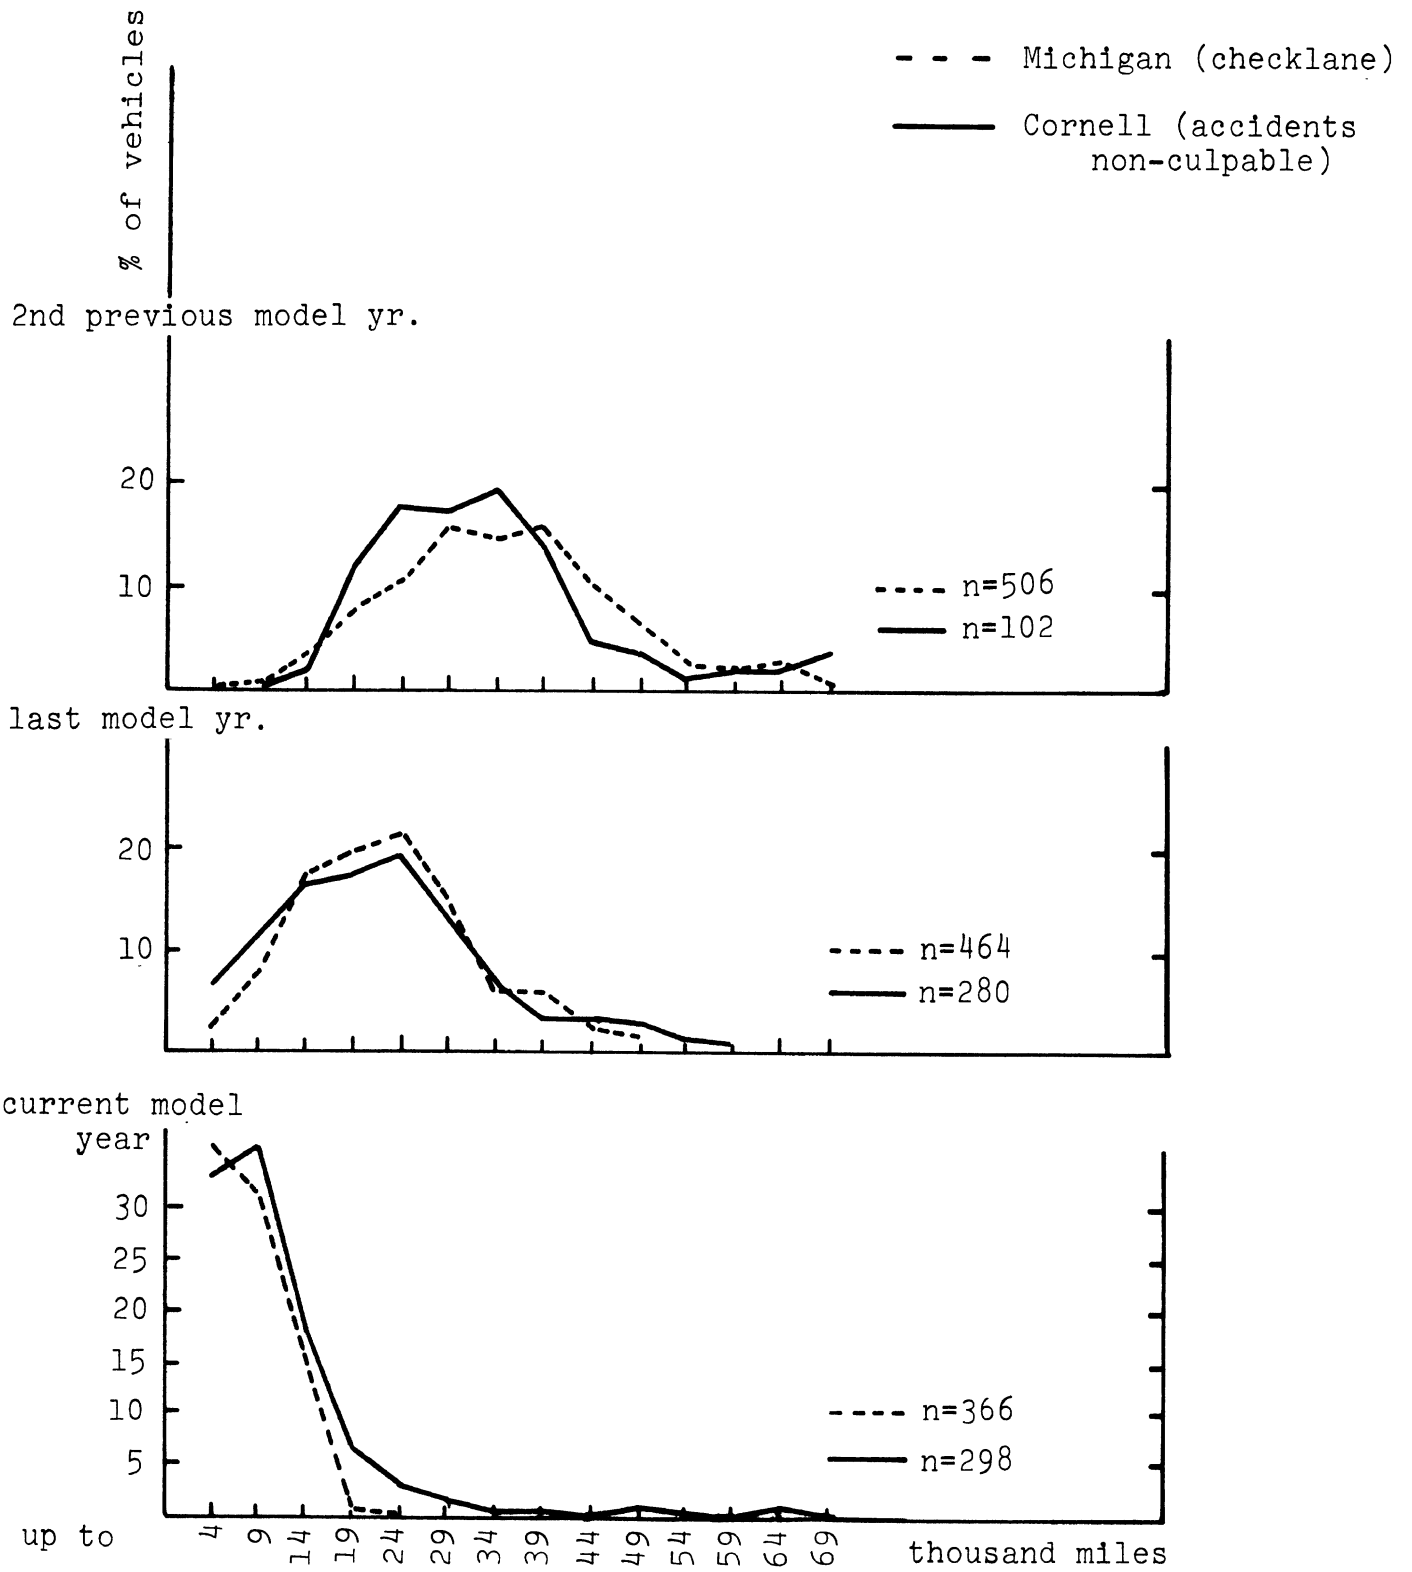 % of vehicles
Michigan (checklane)
Cornell (accidents
non-culpable)
2nd previous model yr.
20
10
n=506
n=102
last model yr.
20
10
n=464
n=280
current model
year
30
25
20
15
10
5
n=366
n=298
up to
4 9 14 19 24 29 34 39 44 49 54 59 64 69
thousand miles